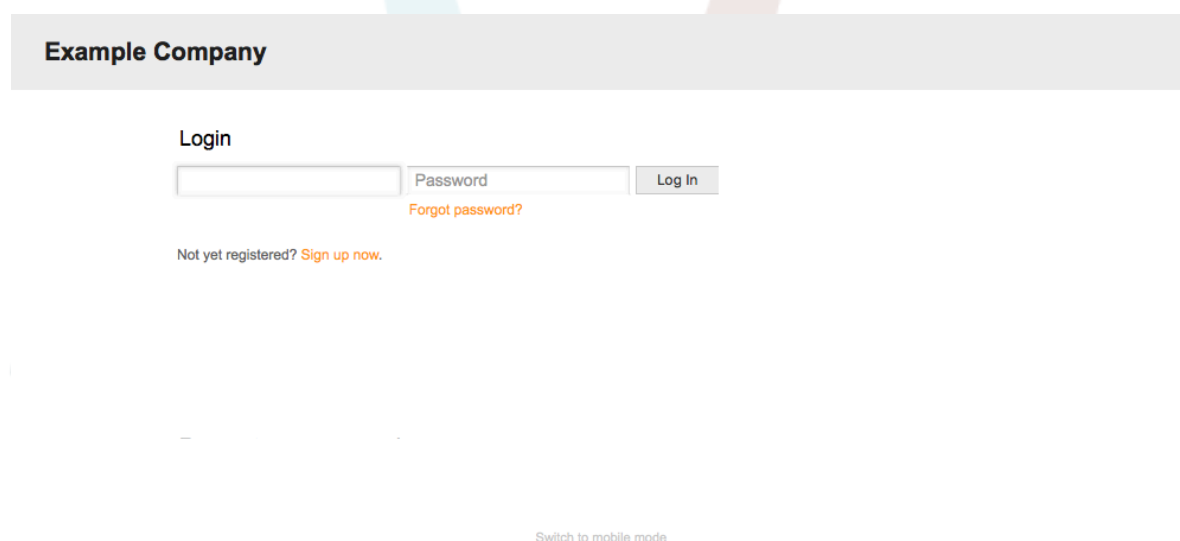 Example Company
Login
Password Log In
Forgot password?
Not yet registered? Sign up now.
Switch to mobile mode